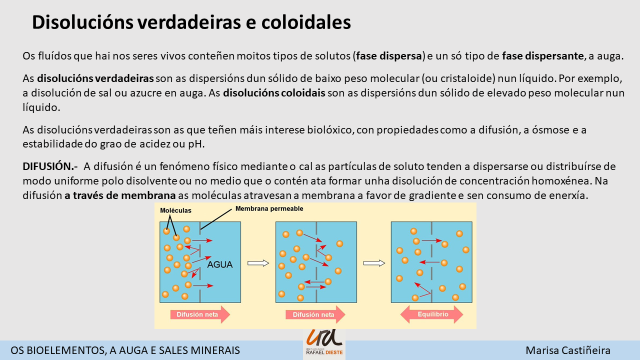 Disolucións verdadeiras e coloidales
Os fluídos que hai nos seres vivos conteñen moitos tipos de solutos (fase dispersa) e un só tipo de fase dispersante, a auga.
As disolucións verdadeiras son as dispersións dun sólido de baixo peso molecular (ou cristaloide) nun líquido. Por exemplo,
a disolución de sal ou azucre en auga. As disolucións coloidais son as dispersións dun sólido de elevado peso molecular nun
líquido.
As disolucións verdadeiras son as que teñen máis interese biolóxico, con propiedades como a difusión, a ósmose e a
estabilidade do grao de acidez ou pH.
DIFUSIÓN.- A difusión é un fenómeno físico mediante o cal as partículas de soluto tenden a dispersarse ou distribuírse de
modo uniforme polo disolvente ou no medio que o contén ata formar unha disolución de concentración homoxénea. Na
difusión a través de membrana as moléculas atravesan a membrana a favor de gradiente e sen consumo de enerxía.
Moléculas
Membrana permeable
AGUA
Difusión neta
Difusión neta
Equilibrio
RAFAEL DIESTE
OS BIOELEMENTOS, A AUGA E SALES MINERAIS
Marisa Castiñeira